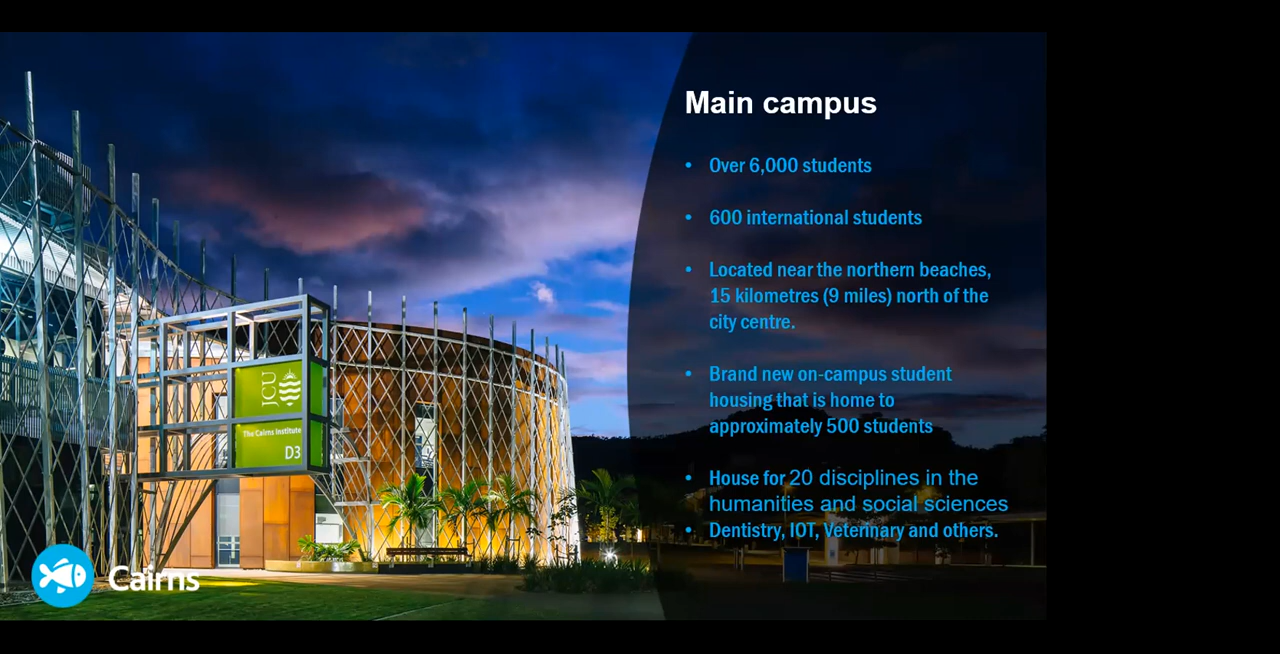 Main campus
• Over 6,000 students
• 600 international students
• Located near the northern beaches,
15 kilometres (9 miles) north of the
city centre.
• Brand new on-campus student
housing that is home to
approximately 500 students
• House for 20 disciplines in the
humanities and social sciences
• Dentistry, IOT, Veterinary and others.
JCU
The Cairns Institute
D3
Cairns